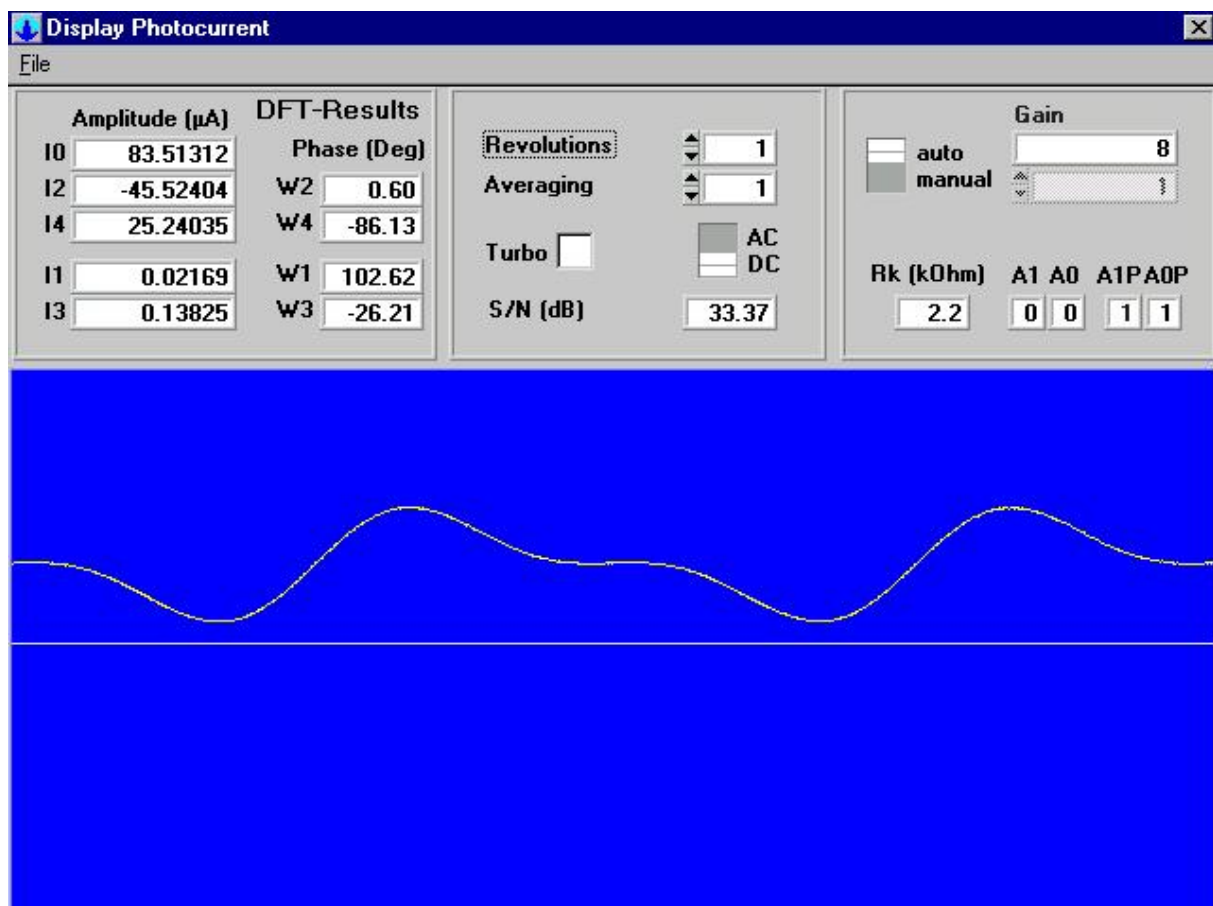 Display Photocurrent
File
Amplitude (µA) DFT-Results
Phase (Deg)
I0 83.51312
I2 -45.52404 W2 0.60
I4 25.24035 W4 -86.13
I1 0.02169 W1 102.62
I3 0.13825 W3 -26.21
Revolutions 1
Averaging 1
Turbo
AC
DC
S/N (dB) 33.37
Gain
auto 8
manual
Rk (kOhm) A1 A0 A1P A0P
2.2 0 0 1 1